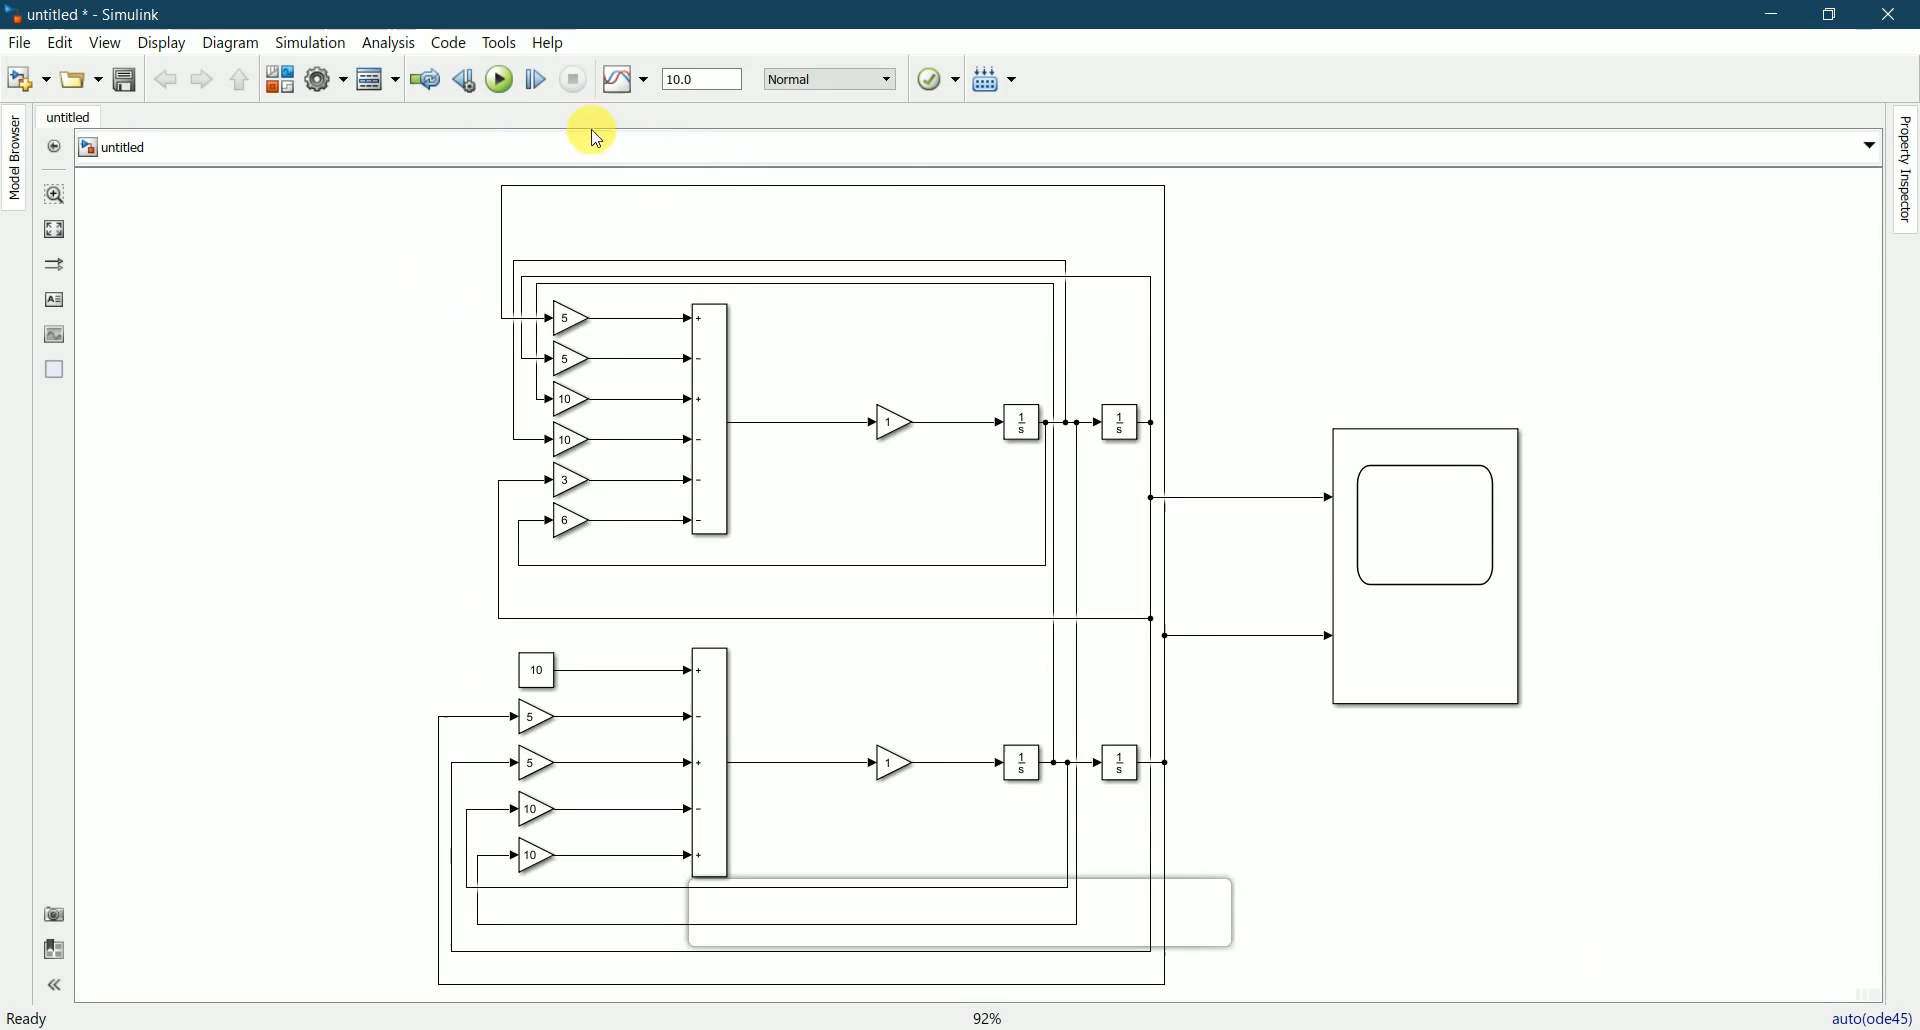 untitled * - Simulink
File Edit View Display Diagram Simulation Analysis Code Tools Help
10.0 Normal
Model Browser
untitled
untitled
Property Inspector
5 +
5 -
10 +
10 -
1
1/s
1/s
3 -
6 -
10 +
5 -
5 +
1
1/s
1/s
10 -
10 +
Ready 92% auto(ode45)